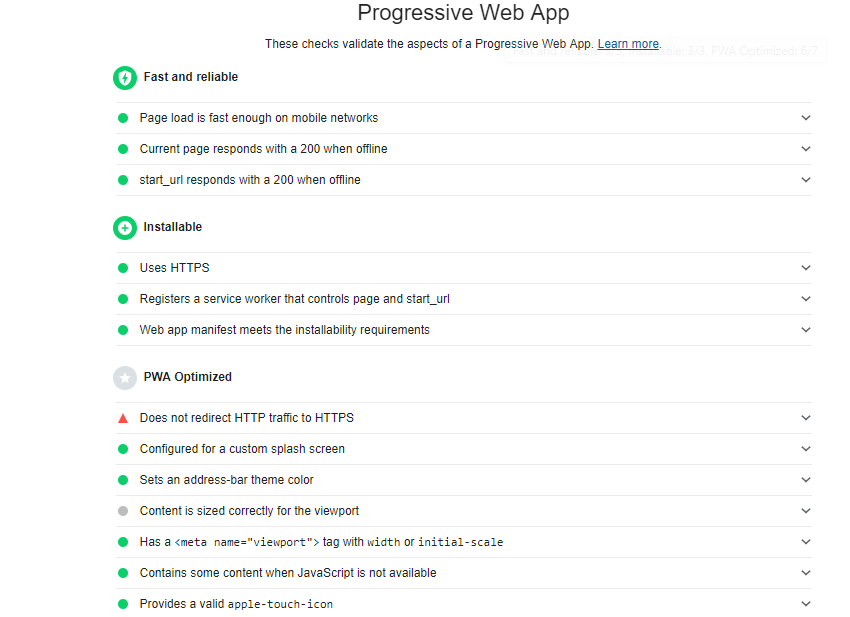 Progressive Web App
These checks validate the aspects of a Progressive Web App. Learn more.
3/3, PWA Optimized: 6/7
Fast and reliable
Page load is fast enough on mobile networks
Current page responds with a 200 when offline
start_url responds with a 200 when offline
Installable
Uses HTTPS
Registers a service worker that controls page and start_url
Web app manifest meets the installability requirements
PWA Optimized
Does not redirect HTTP traffic to HTTPS
Configured for a custom splash screen
Sets an address-bar theme color
Content is sized correctly for the viewport
Has a <meta name="viewport"> tag with width or initial-scale
Contains some content when JavaScript is not available
Provides a valid apple-touch-icon